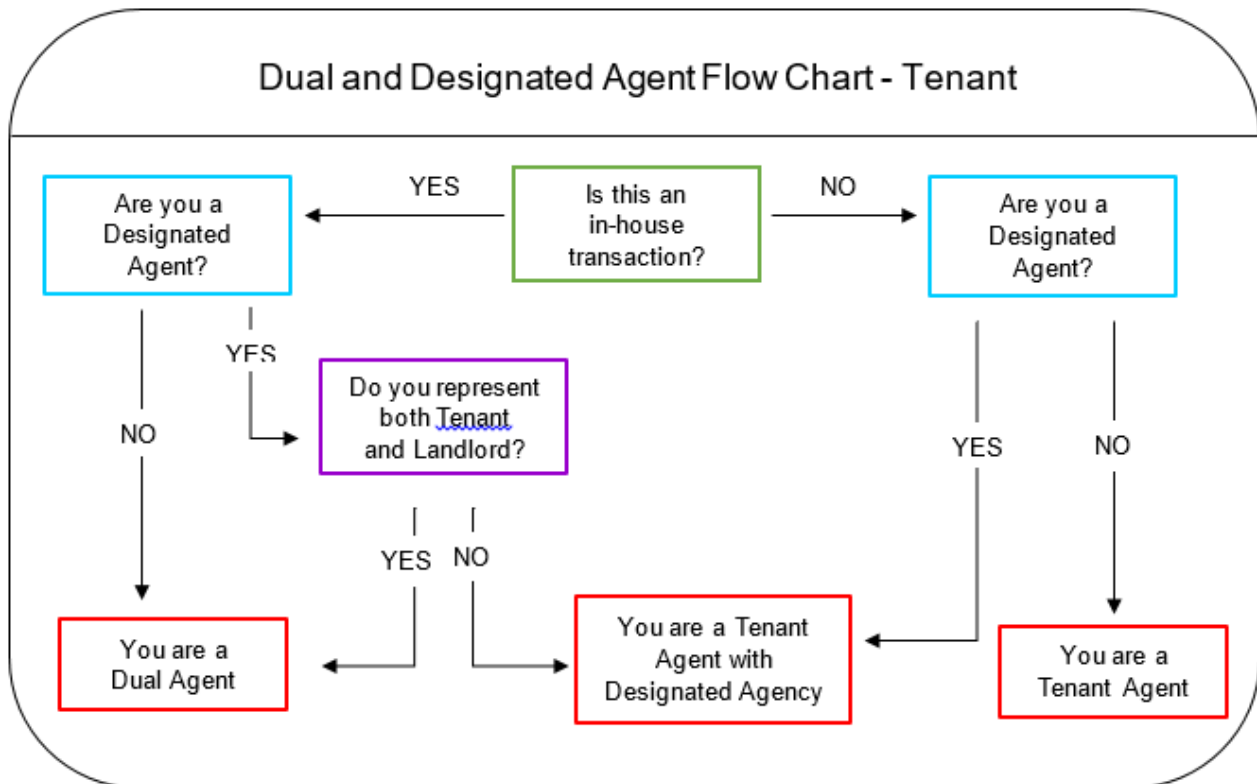 Dual and Designated Agent Flow Chart - Tenant
YES
NO
Are you a
Designated
Agent?
Is this an
in-house
transaction?
Are you a
Designated
Agent?
YES
Do you represent
both Tenant
and Landlord?
NO
YES
NO
YES
NO
You are a
Dual Agent
You are a Tenant
Agent with
Designated Agency
You are a
Tenant Agent